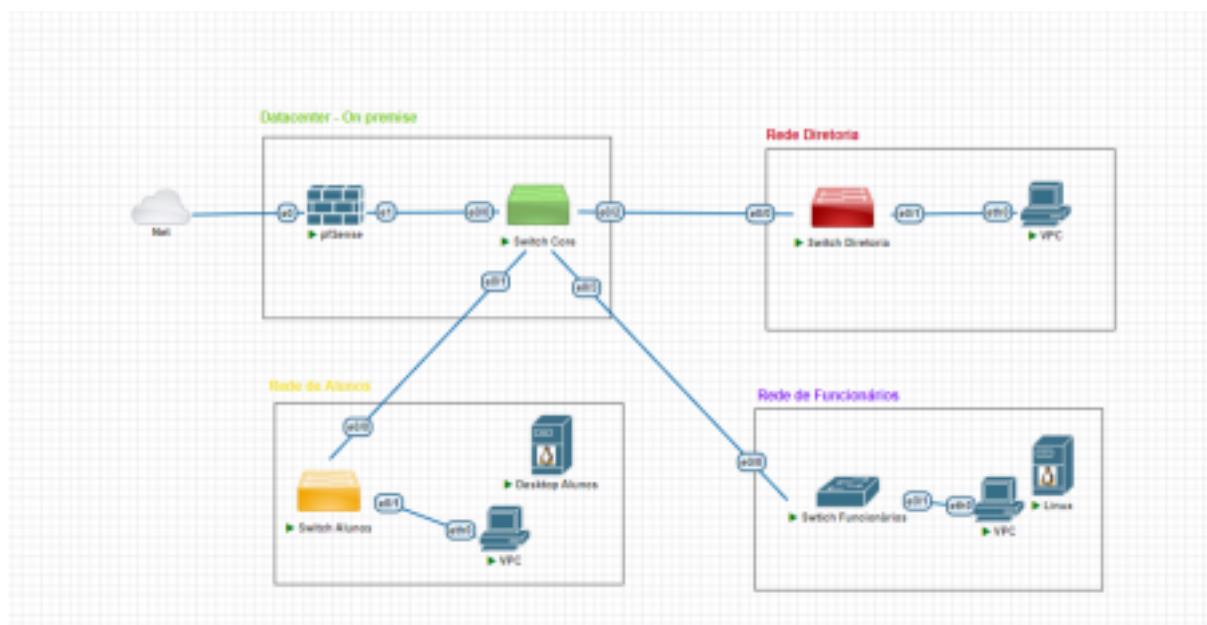 Datacenter - On premise
Rede Diretoria
Net
e0
pfSense
e1
e0/0
Switch Core
e0/2
e0/0
Switch Diretoria
e0/1
eth0
VPC
e0/1
e0/3
Rede de Alunos
Rede de Funcionários
e0/0
Desktop Alunos
Switch Alunos
e0/1
eth0
VPC
e0/0
Swtich Funcionários
e0/1
eth0
VPC
Linux